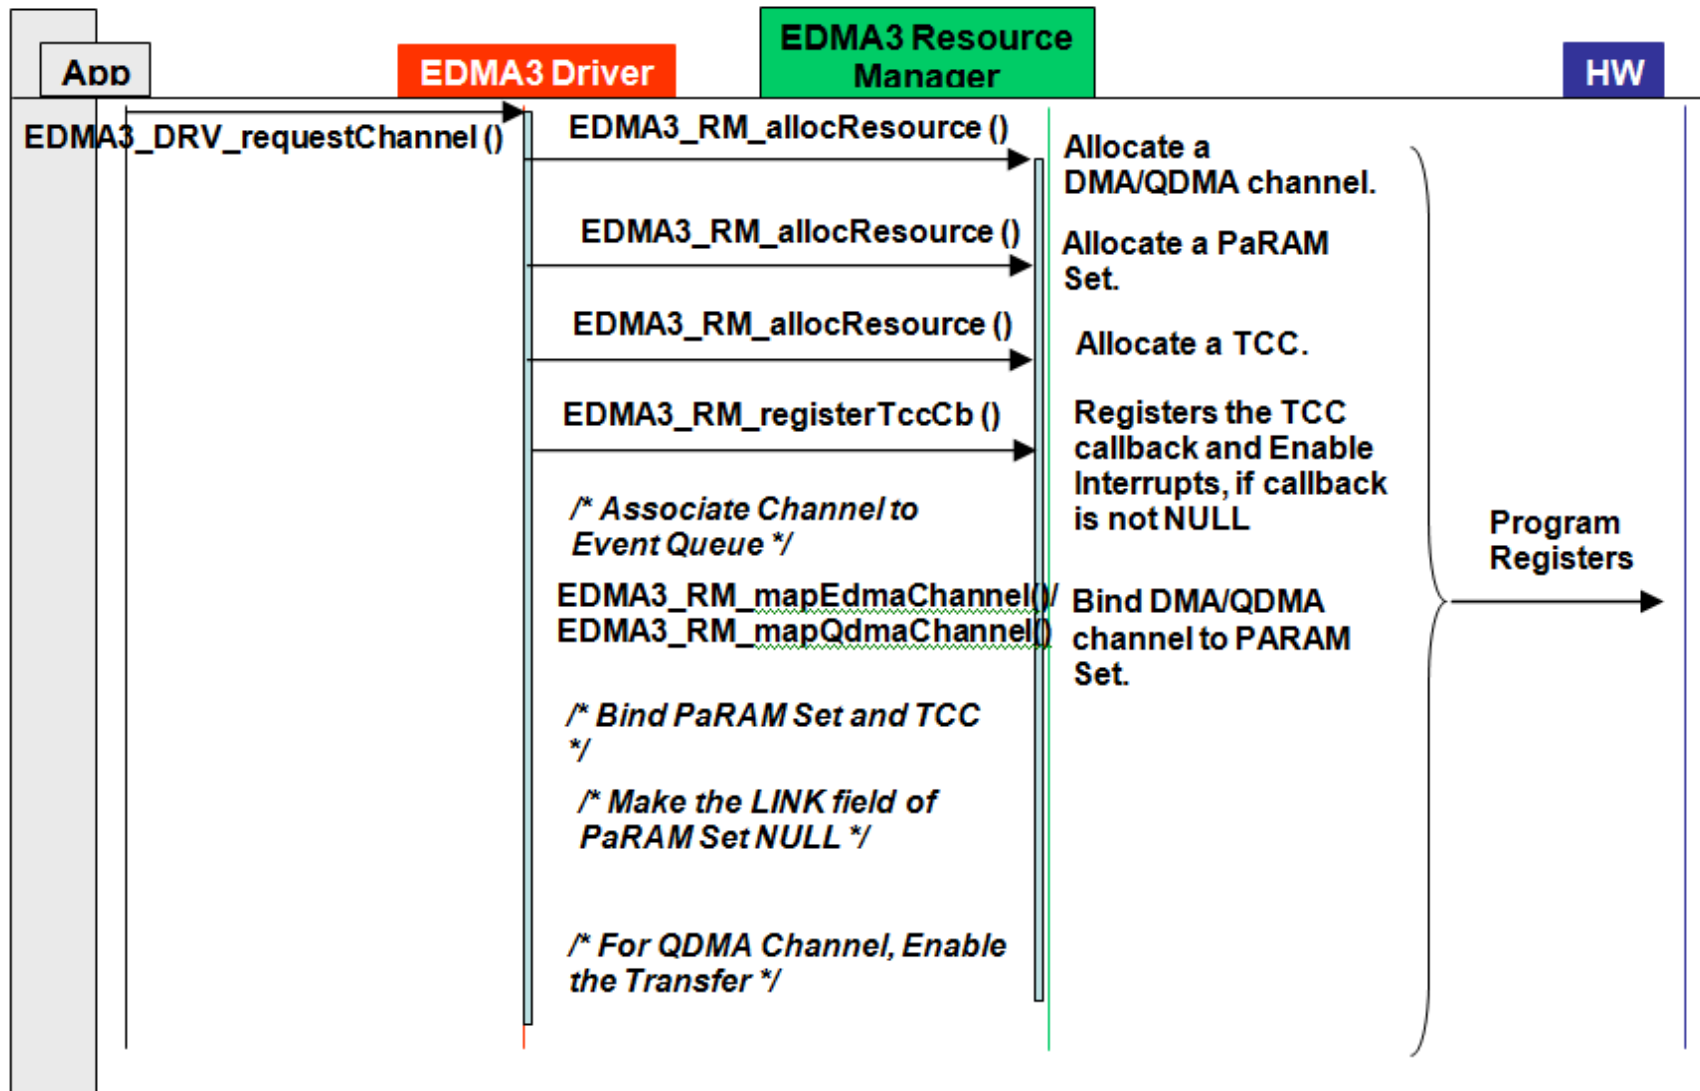 App
EDMA3 Driver
EDMA3 Resource
Manager
HW
EDMA3_DRV_requestChannel ()
EDMA3_RM_allocResource ()
Allocate a
DMA/QDMA channel.
EDMA3_RM_allocResource ()
Allocate a PaRAM
Set.
EDMA3_RM_allocResource ()
Allocate a TCC.
EDMA3_RM_registerTccCb ()
Registers the TCC
callback and Enable
Interrupts, if callback
is not NULL
/* Associate Channel to
Event Queue */
Program
Registers
EDMA3_RM_mapEdmaChannel()/
EDMA3_RM_mapQdmaChannel()
Bind DMA/QDMA
channel to PARAM
Set.
/* Bind PaRAM Set and TCC
*/
/* Make the LINK field of
PaRAM Set NULL */
/* For QDMA Channel, Enable
the Transfer */